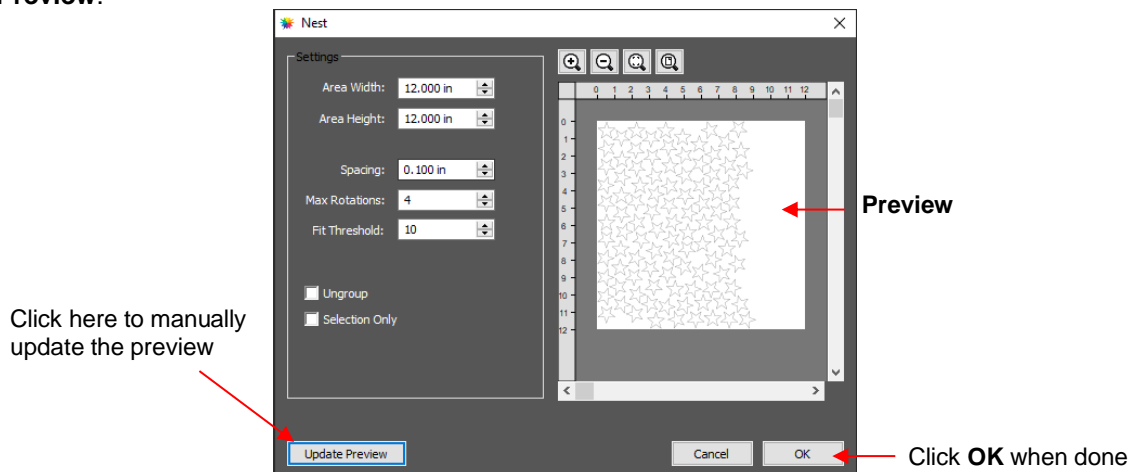 Preview.
Nest
Settings
Area Width: 12.000 in
Area Height: 12.000 in
Spacing: 0.100 in
Max Rotations: 4
Fit Threshold: 10
Ungroup
Selection Only
0 1 2 3 4 5 6 7 8 9 10 11 12
0
1
2
3
4
5
6
7
8
9
10
11
12
Preview
Click here to manually
update the preview
Update Preview
Cancel
OK
Click OK when done